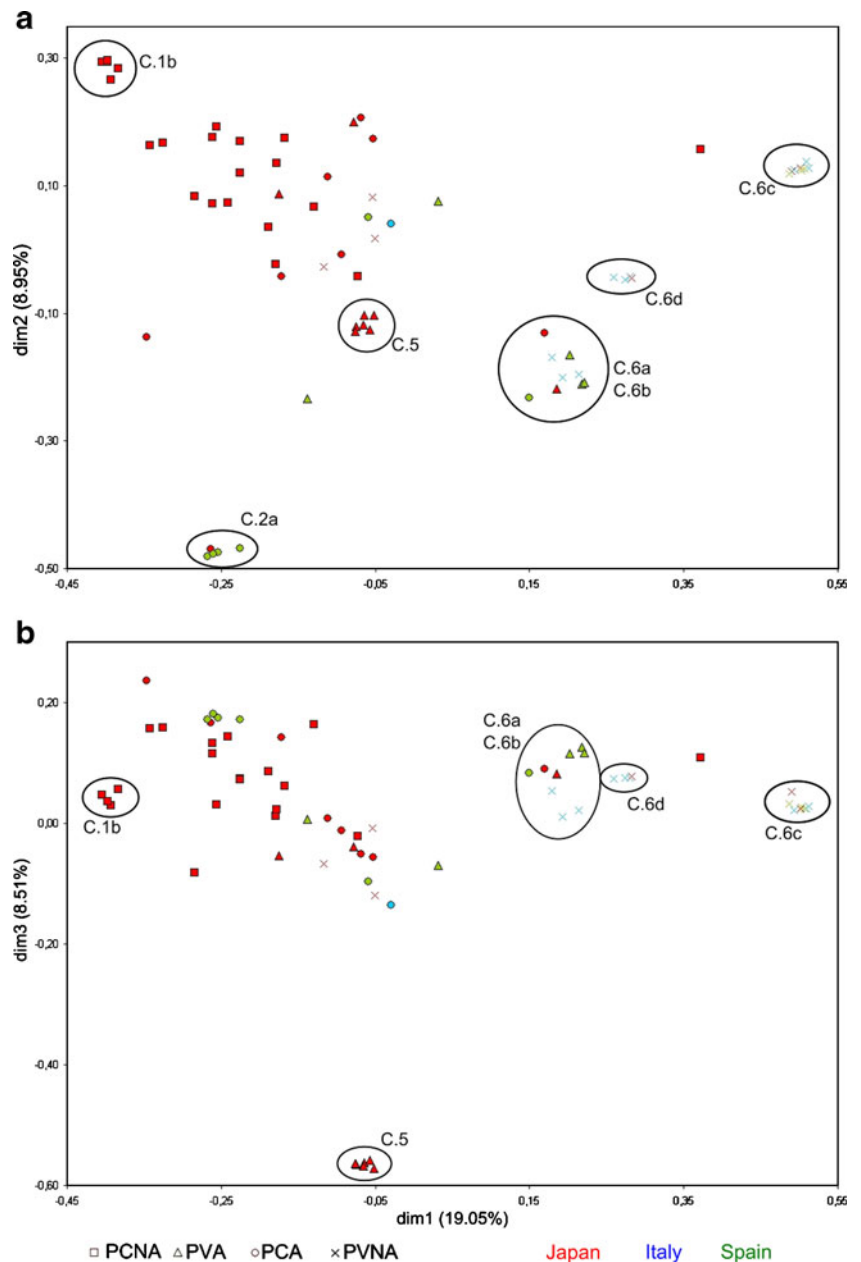 a
0,30
C.1b
C.6c
0,10
dim2 (8.95%)
C.6d
-0,10
C.5
C.6a
C.6b
-0,30
C.2a
-0,50
-0,45 -0,25 -0,05 0,15 0,35 0,55
b
0,20
C.6a
C.6b
C.6d
C.1b
C.6c
0,00
dim3 (8.51%)
-0,20
-0,40
C.5
-0,60
-0,45 -0,25 -0,05 0,15 0,35 0,55
dim1 (19.05%)
PCNA PVA PCA PVNA Japan Italy Spain